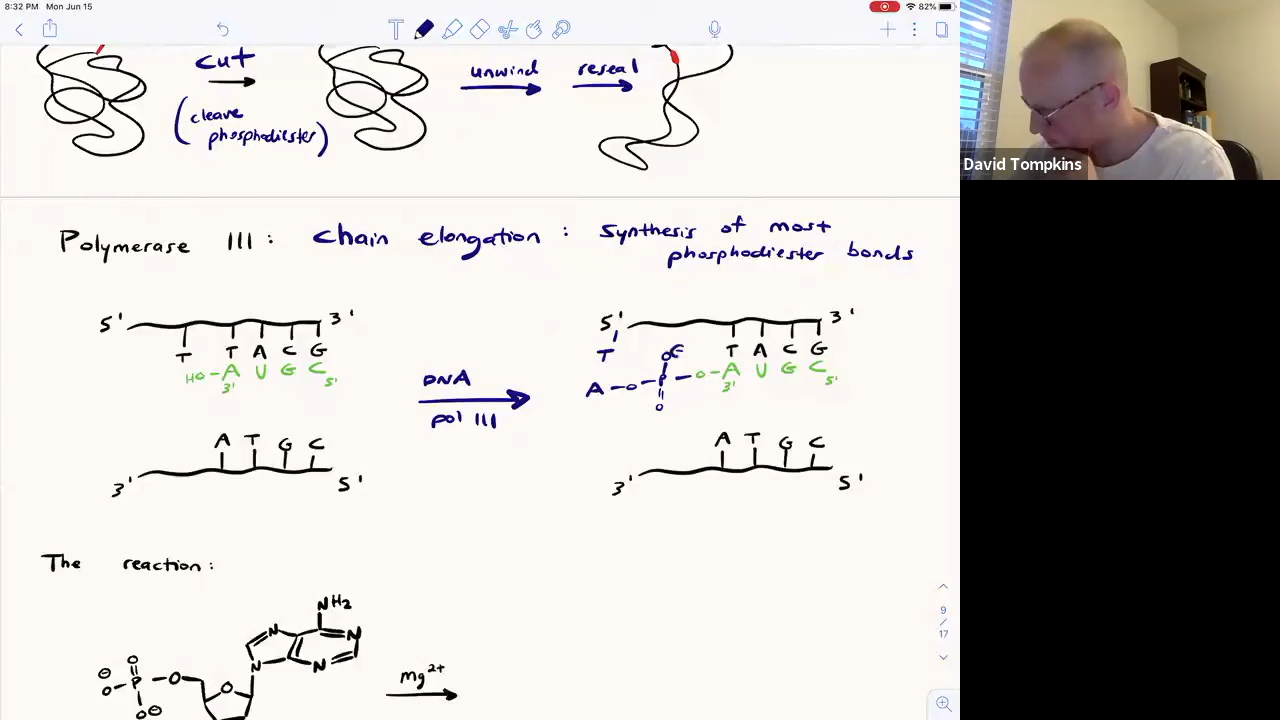 8:32 PM Mon Jun 15
82%
cut
(cleave
phosphodiester)
unwind
reseal
David Tompkins
Polymerase III: Chain elongation: Synthesis of most
phosphodiester bonds
5' 3'
T T A C G
HO-A U G C
3' 5'
A T G C
3' 5'
DNA
pol III
5' 3'
T T A C G
O⊖
A-O-P-O-A U G C
O 3' 5'
A T G C
3' 5'
The reaction:
NH2
N N
N N
⊖ O
O-P-O O
O⊖
Mg2+
9
/
17